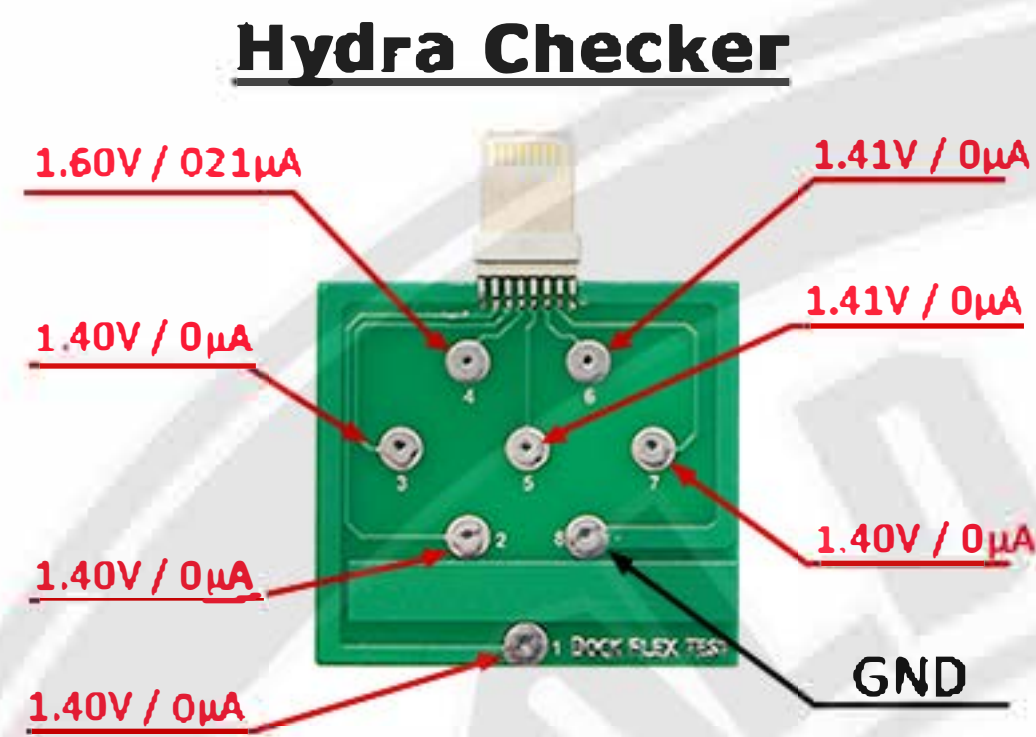 Hydra Checker
1.60V / 021µA
1.41V / 0µA
1.41V / 0µA
1.40V / 0µA
4
6
3
5
7
2
8
1.40V / 0µA
1.40V / 0µA
1 DOCK FLEX TEST
GND
1.40V / 0µA